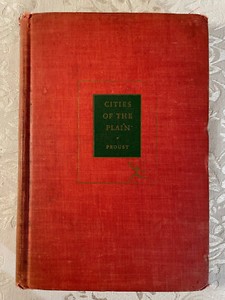 CITIES
OF THE
PLAIN
PROUST